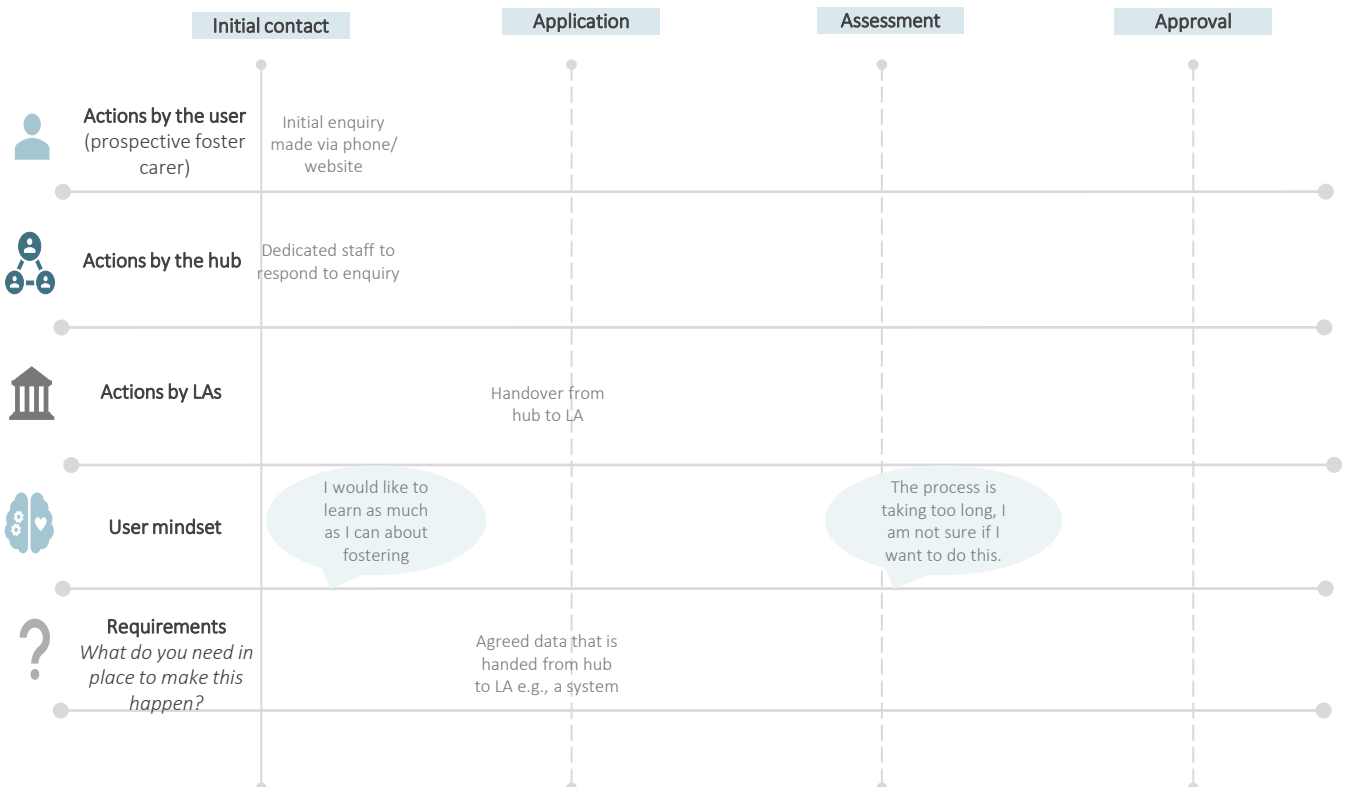 Initial contact
Application
Assessment
Approval
Actions by the user
(prospective foster
carer)
Initial enquiry
made via phone/
website
Actions by the hub
Dedicated staff to
respond to enquiry
Actions by LAs
Handover from
hub to LA
User mindset
I would like to
learn as much
as I can about
fostering
The process is
taking too long, I
am not sure if I
want to do this.
Requirements
What do you need in
place to make this
happen?
Agreed data that is
handed from hub
to LA e.g., a system